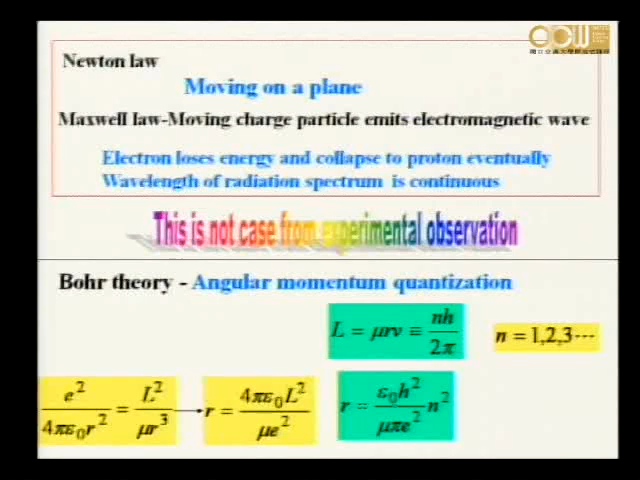 Newton law
Moving on a plane
Maxwell law-Moving charge particle emits electromagnetic wave
Electron loses energy and collapse to proton eventually
Wavelength of radiation spectrum is continuous
This is not case from experimental observation
Bohr theory - Angular momentum quantization
L = μrv ≡ nh / 2π
n = 1,2,3···
e² / 4πε₀r² = L² / μr³ → r = 4πε₀L² / μe²
r = ε₀h² / μπe² n²